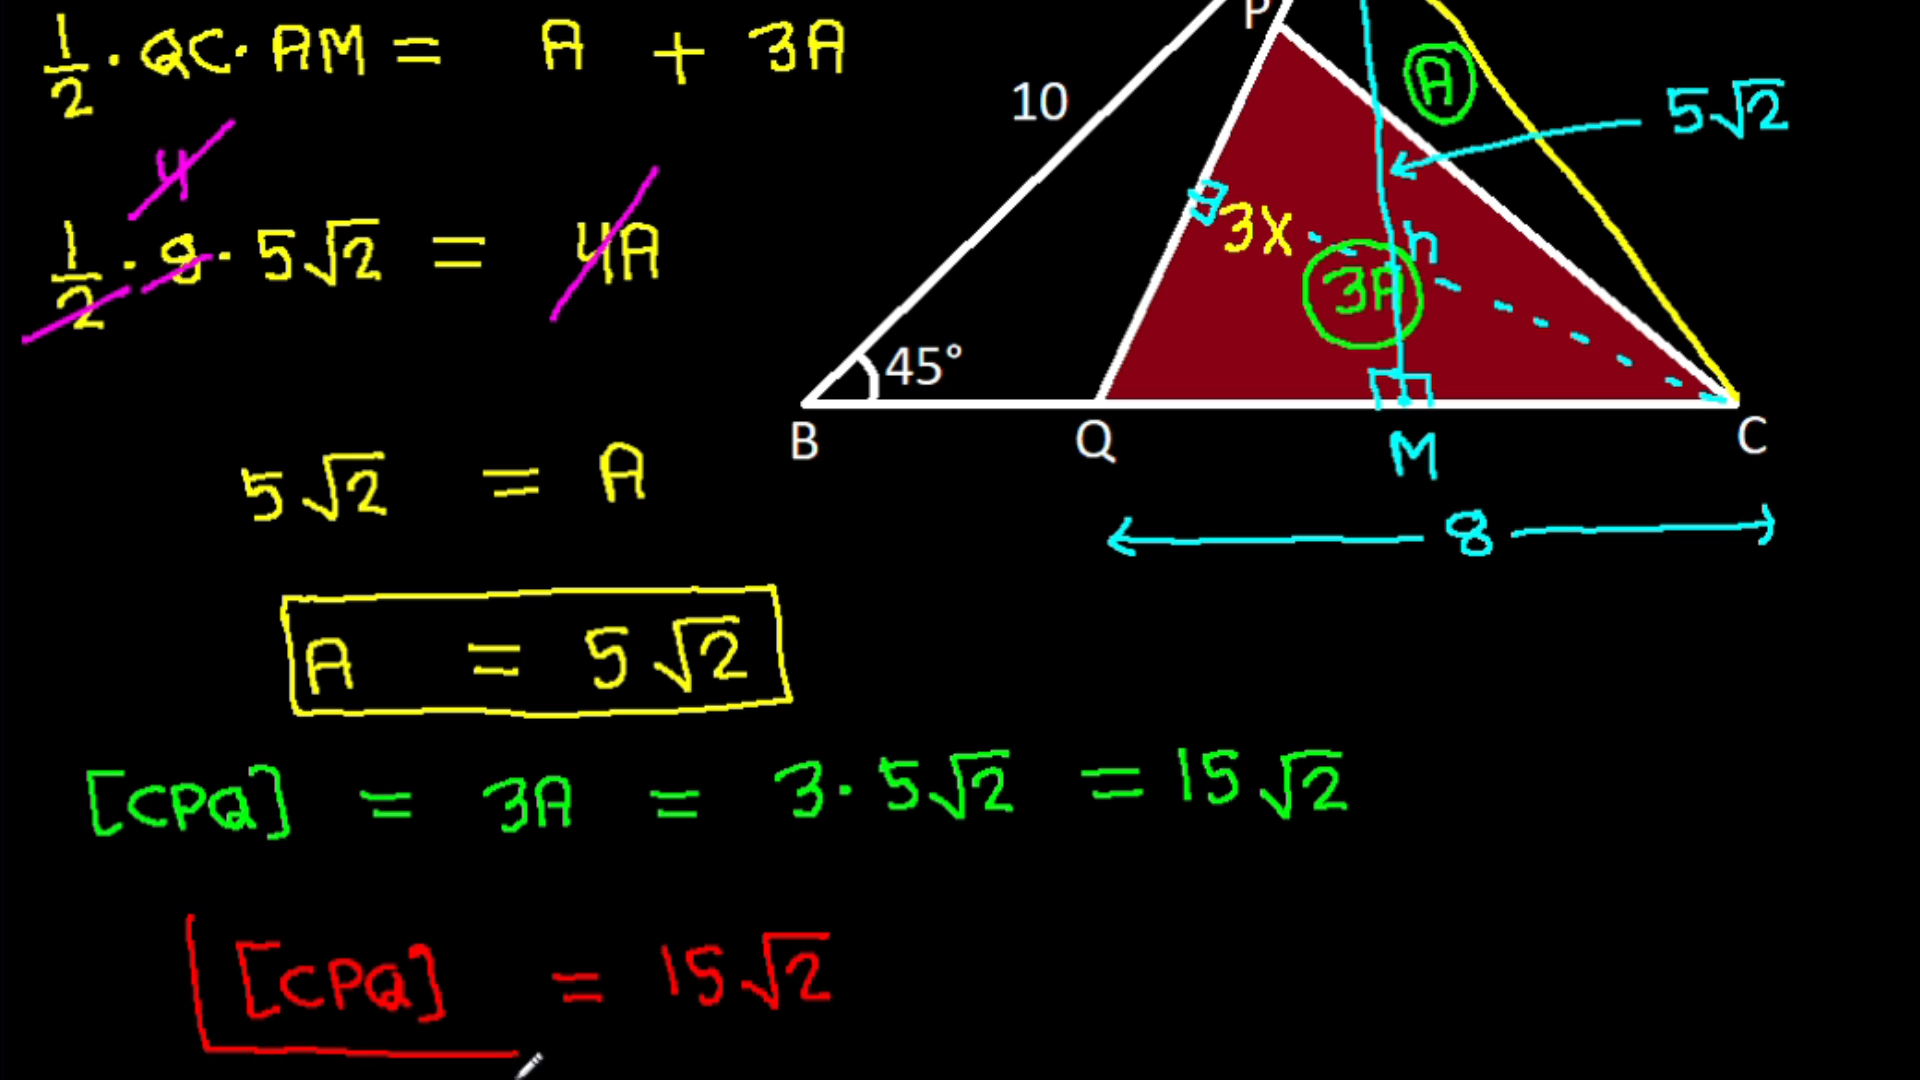 1/2 · QC · AM = A + 3A
4
1/2 · 8 · 5√2 = 4A
5√2 = A
A = 5√2
[CPQ] = 3A = 3 · 5√2 = 15√2
[CPQ] = 15√2
P
A
10
5√2
3X
h
3A
45°
B
Q
M
C
8